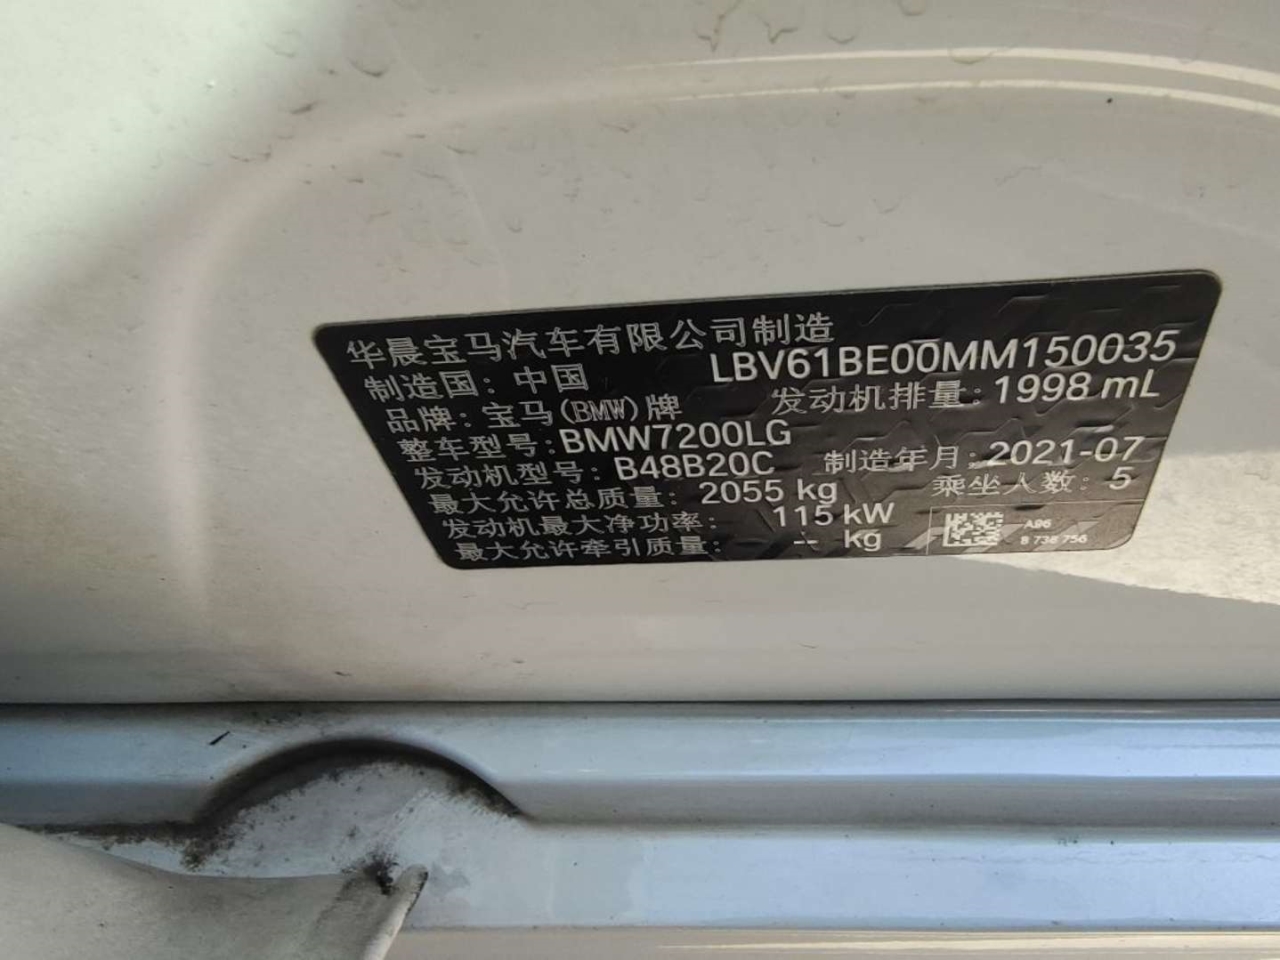 华晨宝马汽车有限公司制造
制造国：中国 LBV61BE00MM150035
品牌：宝马(BMW)牌 发动机排量：1998 mL
整车型号:BMW7200LG
发动机型号：B48B20C 制造年月：2021-07
最大允许总质量：2055 kg 乘坐人数：5
发动机最大净功率：115 kW
最大允许牵引质量：-- kg
A96
8 738 756